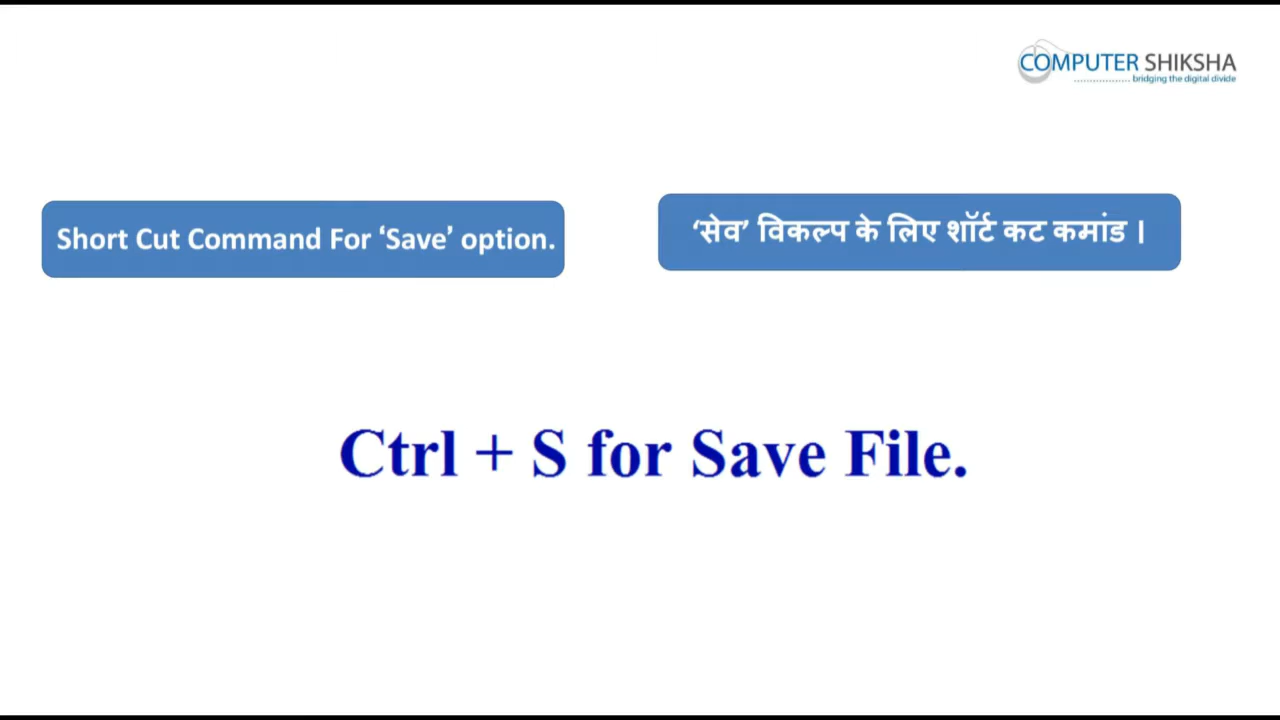 COMPUTER SHIKSHA
bridging the digital divide
Short Cut Command For ‘Save’ option.
‘सेव’ विकल्प के लिए शॉर्ट कट कमांड |
Ctrl + S for Save File.